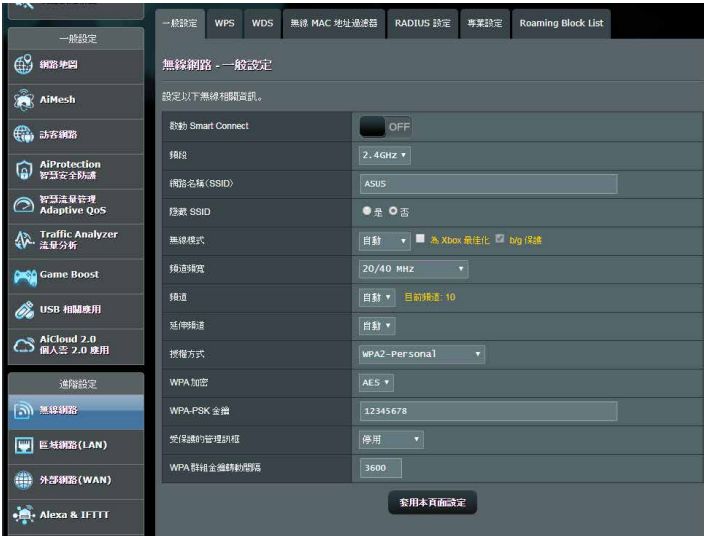 一般設定
網路地圖
AiMesh
訪客網路
AiProtection
智慧安全防護
智慧流量管理
Adaptive QoS
Traffic Analyzer
流量分析
Game Boost
USB 相關應用
AiCloud 2.0
個人雲 2.0 應用
進階設定
無線網路
區域網路(LAN)
外部網路(WAN)
Alexa & IFTTT
一般設定 WPS WDS 無線 MAC 地址過濾器 RADIUS 設定 專業設定 Roaming Block List
無線網路 - 一般設定
設定以下無線相關資訊。
啟動 Smart Connect OFF
頻段 2.4GHz
網路名稱(SSID) ASUS
隱藏 SSID 是 否
無線模式 自動 為 Xbox 最佳化 b/g 保護
頻道頻寬 20/40 MHz
頻道 自動 目前頻道: 10
延伸頻道 自動
授權方式 WPA2-Personal
WPA 加密 AES
WPA-PSK 金鑰 12345678
受保護的管理訊框 停用
WPA 群組金鑰轉動間隔 3600
套用本頁面設定